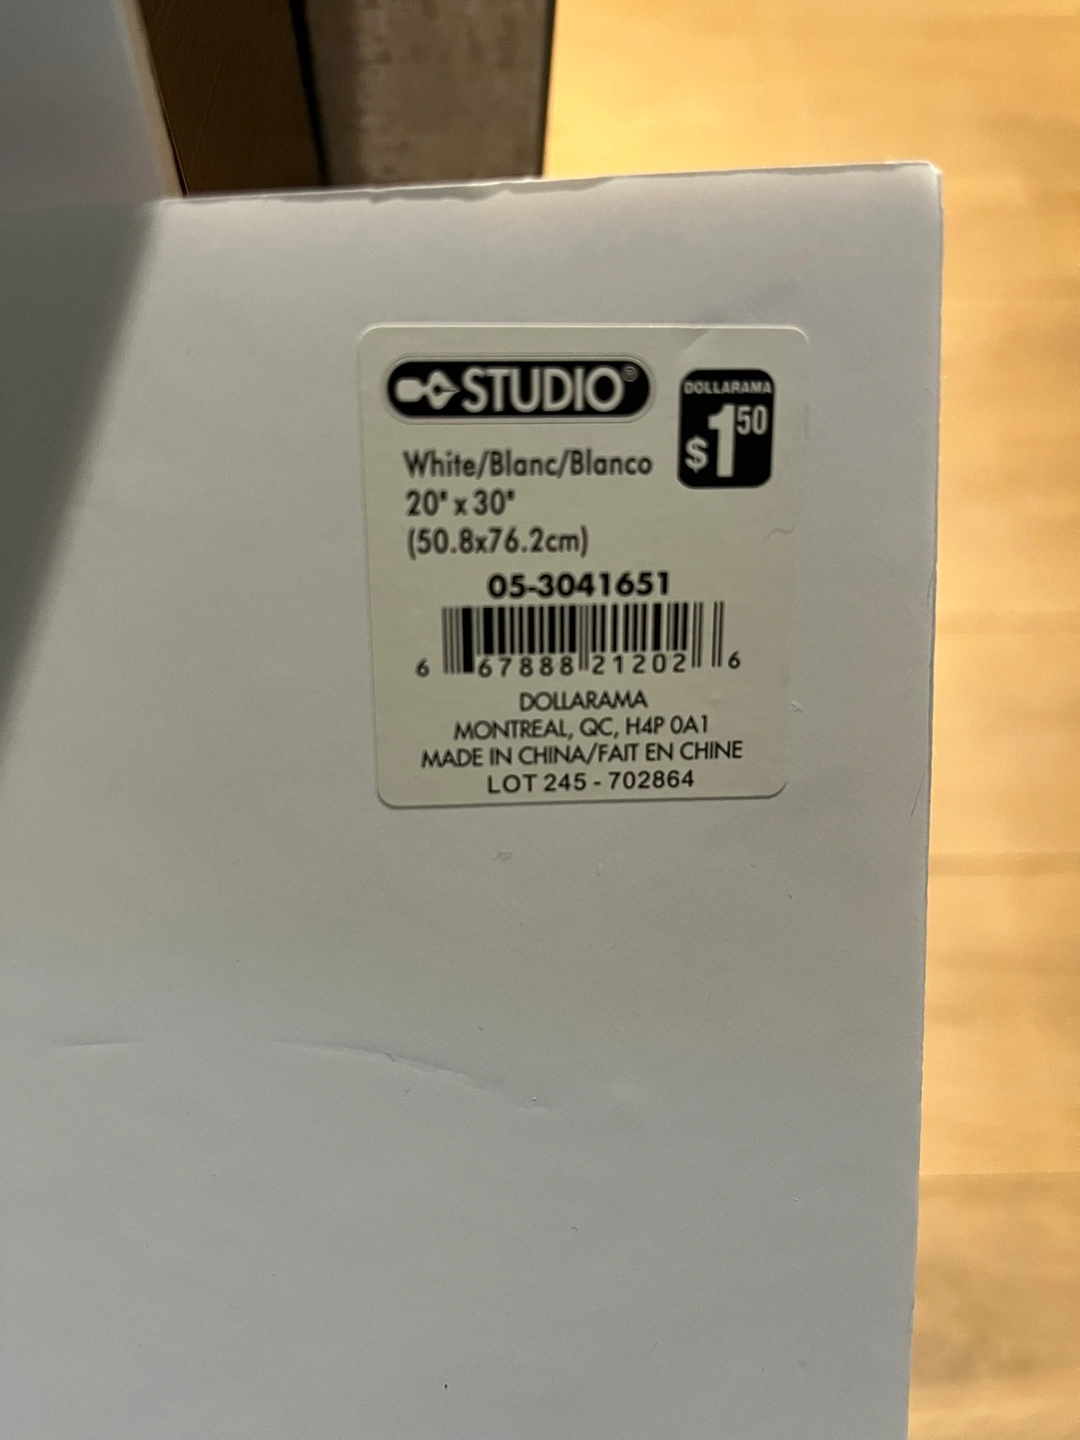 STUDIO®
DOLLARAMA
$1.50
White/Blanc/Blanco
20" x 30"
(50.8x76.2cm)
05-3041651
6 67888 21202 6
DOLLARAMA
MONTREAL, QC, H4P 0A1
MADE IN CHINA/FAIT EN CHINE
LOT 245 - 702864